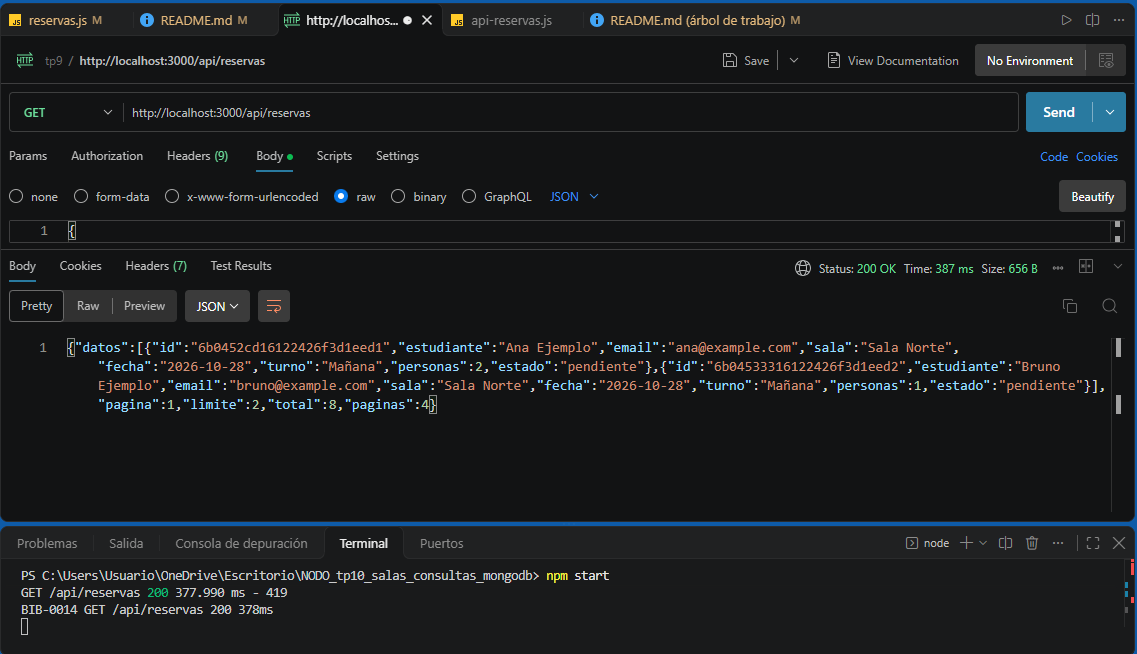 JS reservas.js M
README.md M
HTTP http://localhos...
JS api-reservas.js
README.md (árbol de trabajo) M
HTTP tp9 / http://localhost:3000/api/reservas
Save
View Documentation
No Environment
GET
http://localhost:3000/api/reservas
Send
Params Authorization Headers (9) Body Scripts Settings
Code Cookies
none form-data x-www-form-urlencoded raw binary GraphQL JSON
Beautify
1 {
Body Cookies Headers (7) Test Results
Status: 200 OK Time: 387 ms Size: 656 B
Pretty Raw Preview JSON
1 {"datos":[{"id":"6b0452cd16122426f3d1eed1","estudiante":"Ana Ejemplo","email":"ana@example.com","sala":"Sala Norte",
"fecha":"2026-10-28","turno":"Mañana","personas":2,"estado":"pendiente"},{"id":"6b04533316122426f3d1eed2","estudiante":"Bruno
Ejemplo","email":"bruno@example.com","sala":"Sala Norte","fecha":"2026-10-28","turno":"Mañana","personas":1,"estado":"pendiente"}],
"pagina":1,"limite":2,"total":8,"paginas":4}
Problemas Salida Consola de depuración Terminal Puertos
node
PS C:\Users\Usuario\OneDrive\Escritorio\NODO_tp10_salas_consultas_mongodb> npm start
GET /api/reservas 200 377.990 ms - 419
BIB-0014 GET /api/reservas 200 378ms